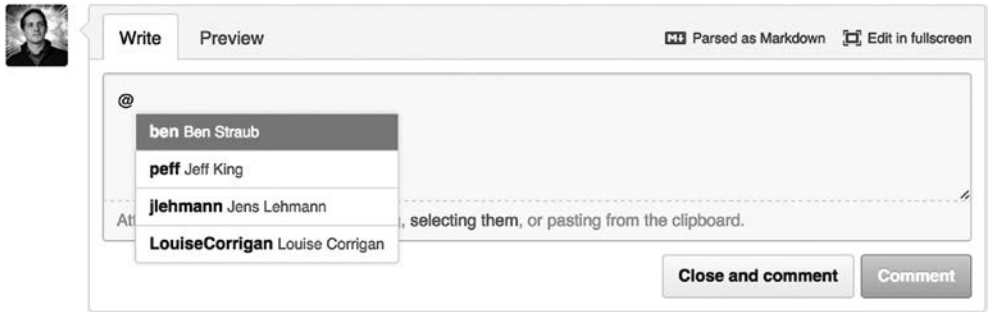 Write Preview Parsed as Markdown Edit in fullscreen
@
ben Ben Straub
peff Jeff King
jlehmann Jens Lehmann
, selecting them, or pasting from the clipboard.
LouiseCorrigan Louise Corrigan
Close and comment Comment